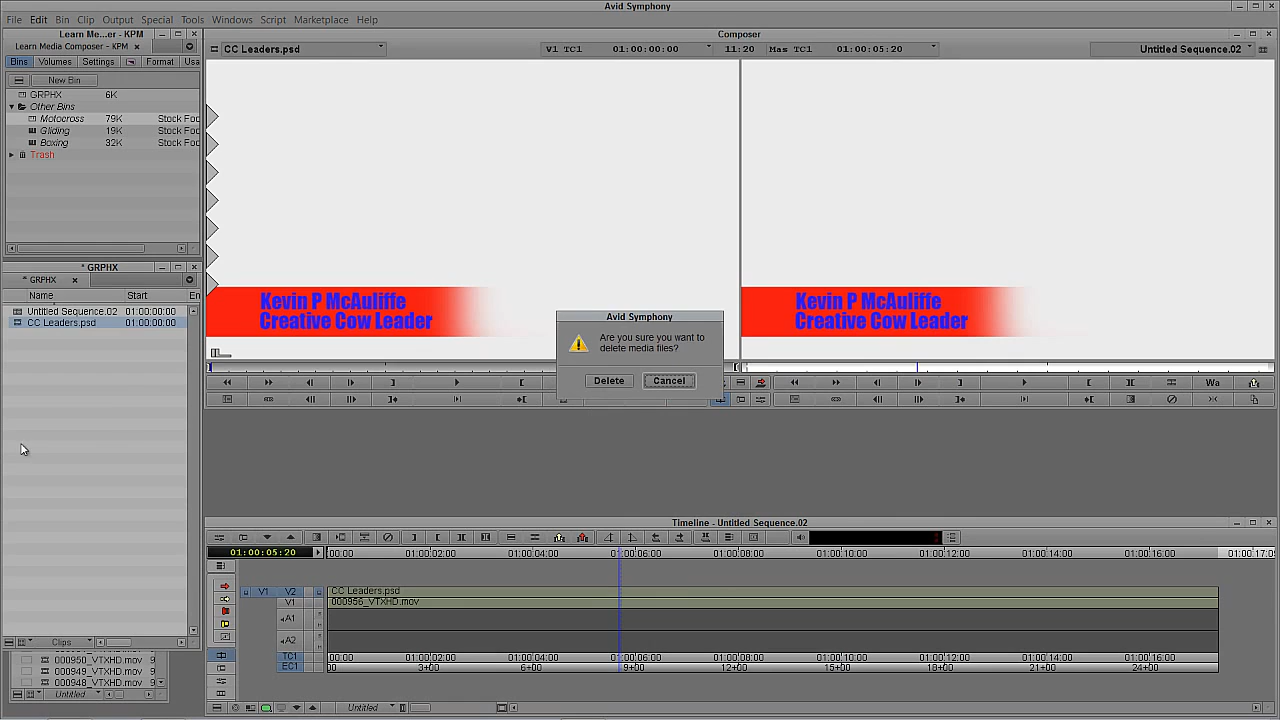 Avid Symphony
File Edit Bin Clip Output Special Tools Windows Script Marketplace Help
Learn Me...er - KPM
Composer
Learn Media Composer - KPM
CC Leaders.psd
V1 TC1 01:00:00:00 11:20 Mas TC1 01:00:05:20
Untitled Sequence.02
Bins Volumes Settings Format Usa
New Bin
GRPHX 6K
Other Bins
Motocross 79K Stock Foo
Gliding 19K Stock Foo
Boxing 32K Stock Foo
Trash
* GRPHX
GRPHX
Name Start En
Untitled Sequence.02 01:00:00:00
CC Leaders.psd 01:00:00:00
Kevin P McAuliffe
Creative Cow Leader
Kevin P McAuliffe
Creative Cow Leader
Avid Symphony
Are you sure you want to
delete media files?
Delete Cancel
Wa
Timeline - Untitled Sequence.02
01:00:05:20
00:00 01:00:02:00 01:00:04:00 01:00:06:00 01:00:08:00 01:00:10:00 01:00:12:00 01:00:14:00 01:00:16:00 01:00:17:0
V1 V2 CC Leaders.psd
V1 000956_VTXHD.mov
A1
A2
TC1 00:00 01:00:02:00 01:00:04:00 01:00:06:00 01:00:08:00 01:00:10:00 01:00:12:00 01:00:14:00 01:00:16:00
EC1 00 3+00 6+00 9+00 12+00 15+00 18+00 21+00 24+00
Clips
000950_VTXHD.mov 9
000949_VTXHD.mov 9
000948_VTXHD.mov 9
Untitled
Untitled